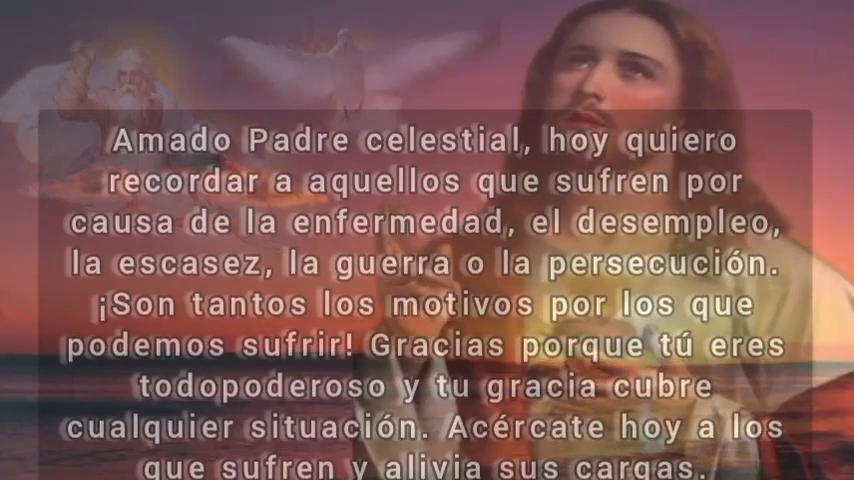 Amado Padre celestial, hoy quiero
recordar a aquellos que sufren por
causa de la enfermedad, el desempleo,
la escasez, la guerra o la persecución.
¡Son tantos los motivos por los que
podemos sufrir! Gracias porque tú eres
todopoderoso y tu gracia cubre
cualquier situación. Acércate hoy a los
que sufren y alivia sus cargas.